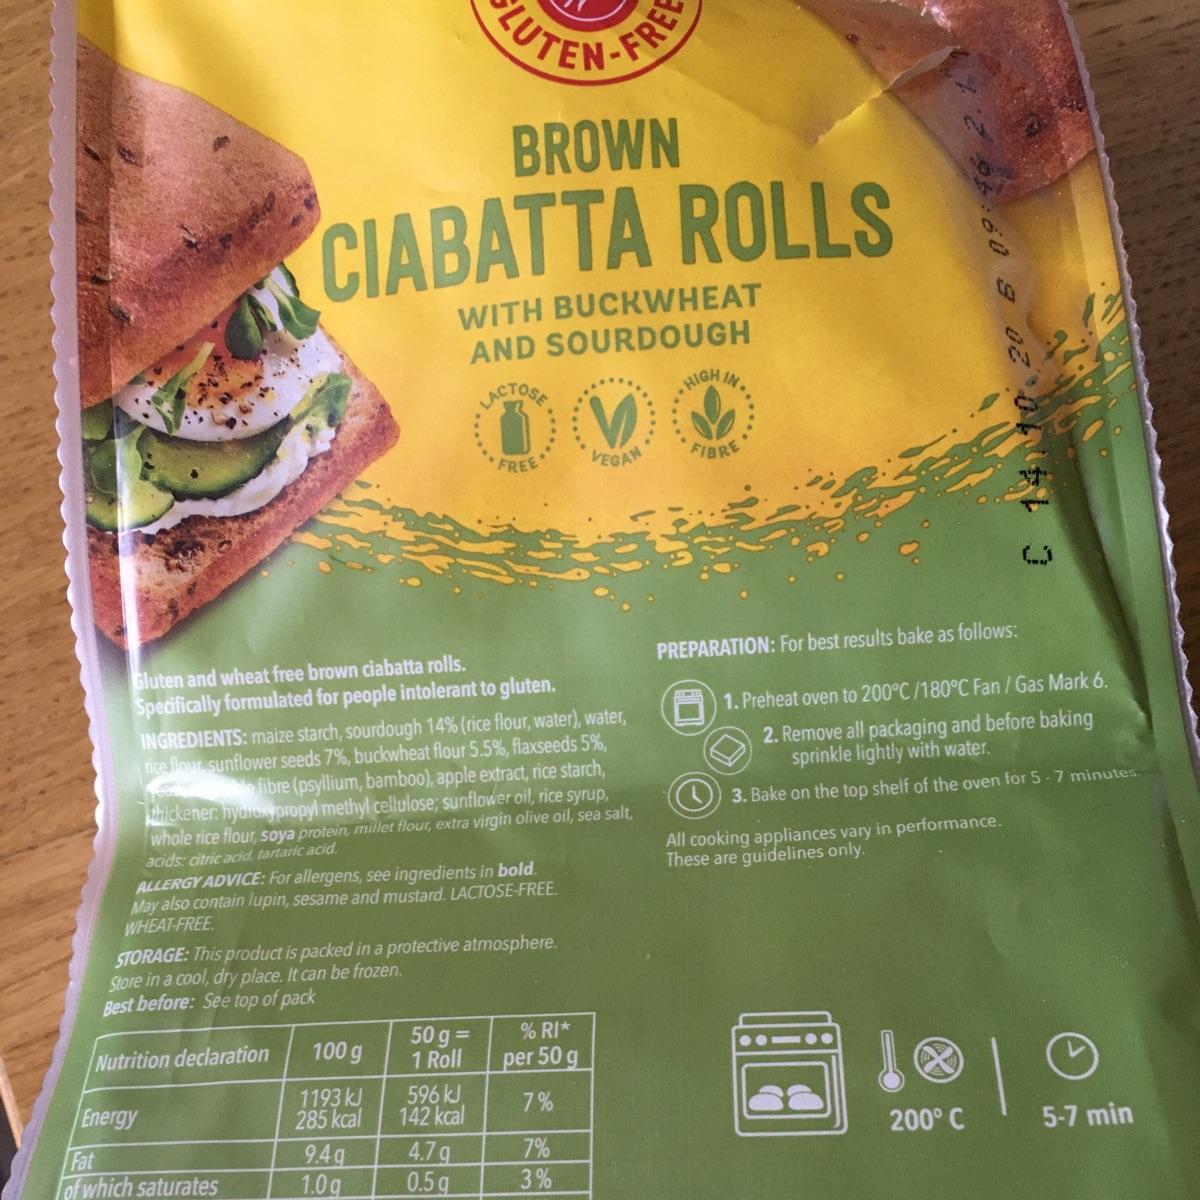 GLUTEN-FREE
BROWN
CIABATTA ROLLS
WITH BUCKWHEAT
AND SOURDOUGH
LACTOSE FREE
VEGAN
HIGH IN FIBRE
C 14.10.20 B 09:46 2.1
Gluten and wheat free brown ciabatta rolls.
Specifically formulated for people intolerant to gluten.
INGREDIENTS: maize starch, sourdough 14% (rice flour, water), water,
rice flour, sunflower seeds 7%, buckwheat flour 5.5%, flaxseeds 5%,
fibre (psyllium, bamboo), apple extract, rice starch,
thickener: hydroxypropyl methyl cellulose; sunflower oil, rice syrup,
whole rice flour, soya protein, millet flour, extra virgin olive oil, sea salt,
acids: citric acid, tartaric acid.
ALLERGY ADVICE: For allergens, see ingredients in bold.
May also contain lupin, sesame and mustard. LACTOSE-FREE.
WHEAT-FREE.
STORAGE: This product is packed in a protective atmosphere.
Store in a cool, dry place. It can be frozen.
Best before: See top of pack
PREPARATION: For best results bake as follows:
1. Preheat oven to 200°C /180°C Fan / Gas Mark 6.
2. Remove all packaging and before baking
sprinkle lightly with water.
3. Bake on the top shelf of the oven for 5 - 7 minutes.
All cooking appliances vary in performance.
These are guidelines only.
Nutrition declaration 100 g 50 g = 1 Roll % RI* per 50 g
Energy 1193 kJ 285 kcal 596 kJ 142 kcal 7 %
Fat 9.4 g 4.7 g 7%
of which saturates 1.0 g 0.5 g 3 %
200° C
5-7 min